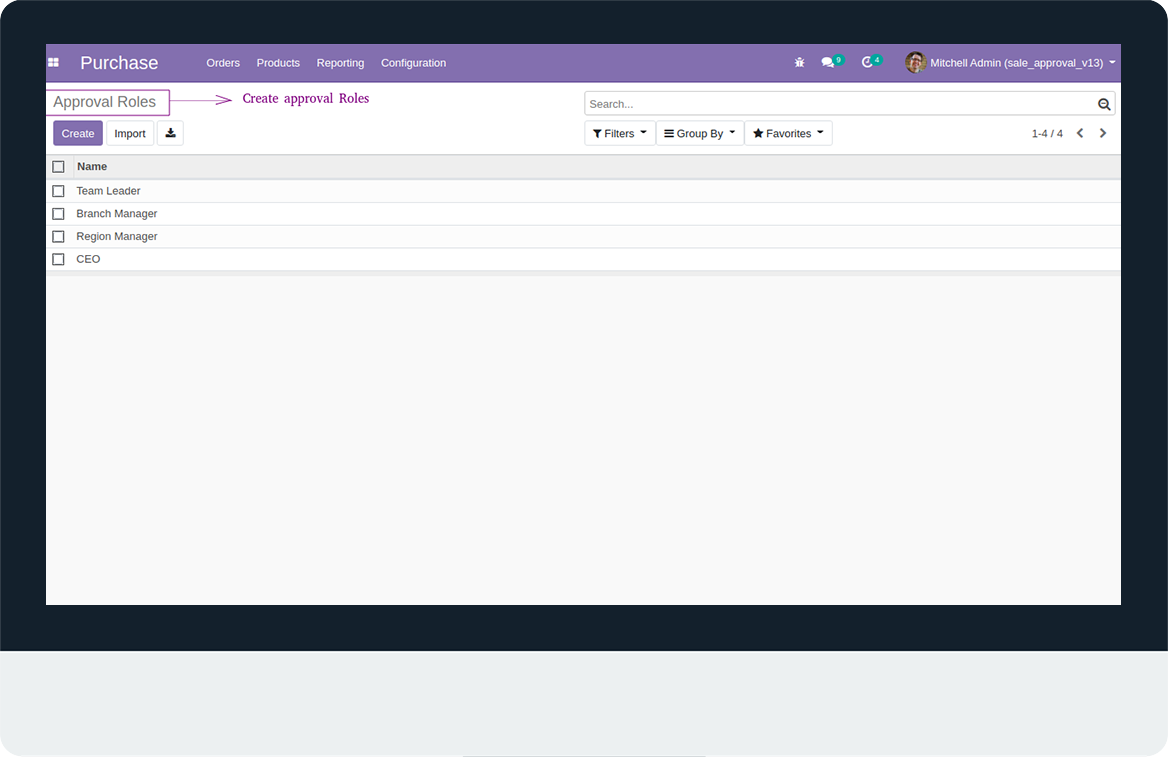 Purchase Orders Products Reporting Configuration 9 4 Mitchell Admin (sale_approval_v13)
Approval Roles Create approval Roles Search...
Create Import Filters Group By Favorites 1-4 / 4
Name
Team Leader
Branch Manager
Region Manager
CEO